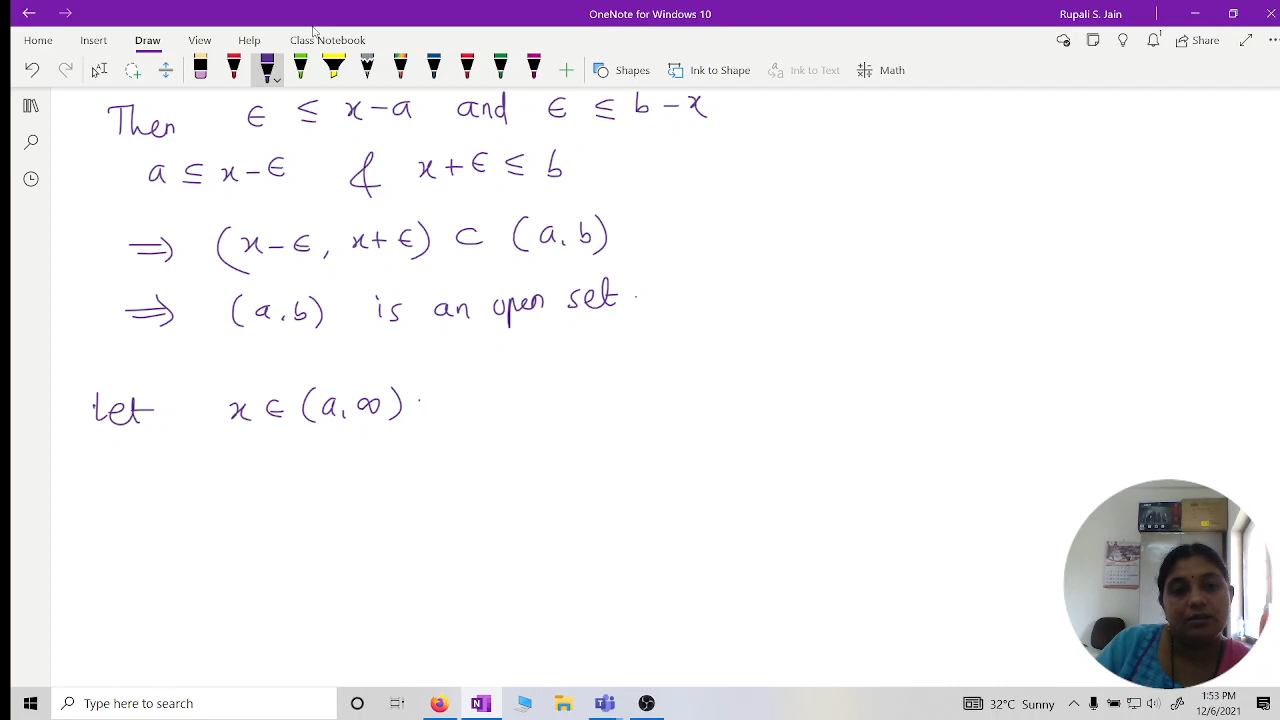 OneNote for Windows 10
Rupali S. Jain
Home Insert Draw View Help Class Notebook
Share
Shapes Ink to Shape Ink to Text Math
Then ∈ ≤ x-a and ∈ ≤ b-x
a ≤ x-∈ & x+∈ ≤ b
⇒ (x-∈, x+∈) ⊂ (a,b)
⇒ (a,b) is an open set.
Let x ∈ (a, ∞).
Type here to search
32°C Sunny
1:53 PM
12/6/2021